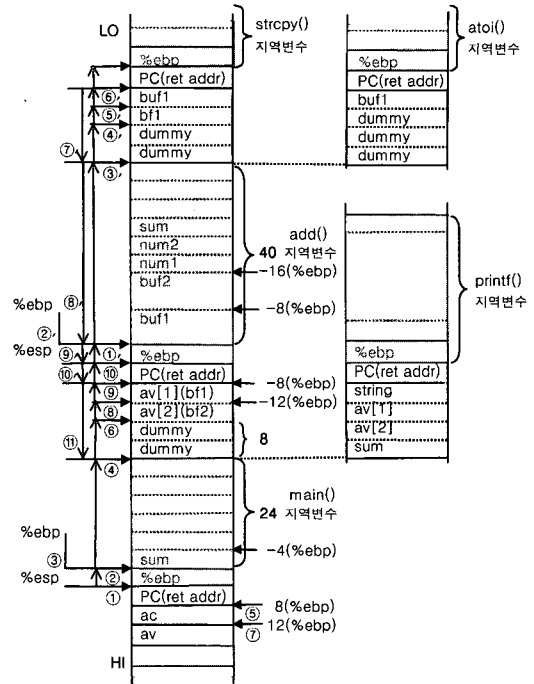 LO
strcpy()
지역변수
atoi()
지역변수
%ebp
%ebp
PC(ret addr)
PC(ret addr)
⑥, buf1
buf1
⑤, bf1
dummy
④, dummy
dummy
⑦, dummy
dummy
③,
sum
num2
num1
add()
40 지역변수
-16(%ebp)
buf2
printf()
지역변수
-8(%ebp)
buf1
%ebp
⑧,
②,
%esp
⑨, ①, %ebp
%ebp
⑩, ⑩ PC(ret addr)
-8(%ebp)
PC(ret addr)
⑨ av[1](bf1)
-12(%ebp)
string
⑧ av[2](bf2)
av[1]
⑪ ⑥ dummy
8
av[2]
dummy
sum
④
main()
24 지역변수
%ebp
-4(%ebp)
③ sum
%esp ② %ebp
① PC(ret addr)
8(%ebp)
ac
⑤
12(%ebp)
av
⑦
HI